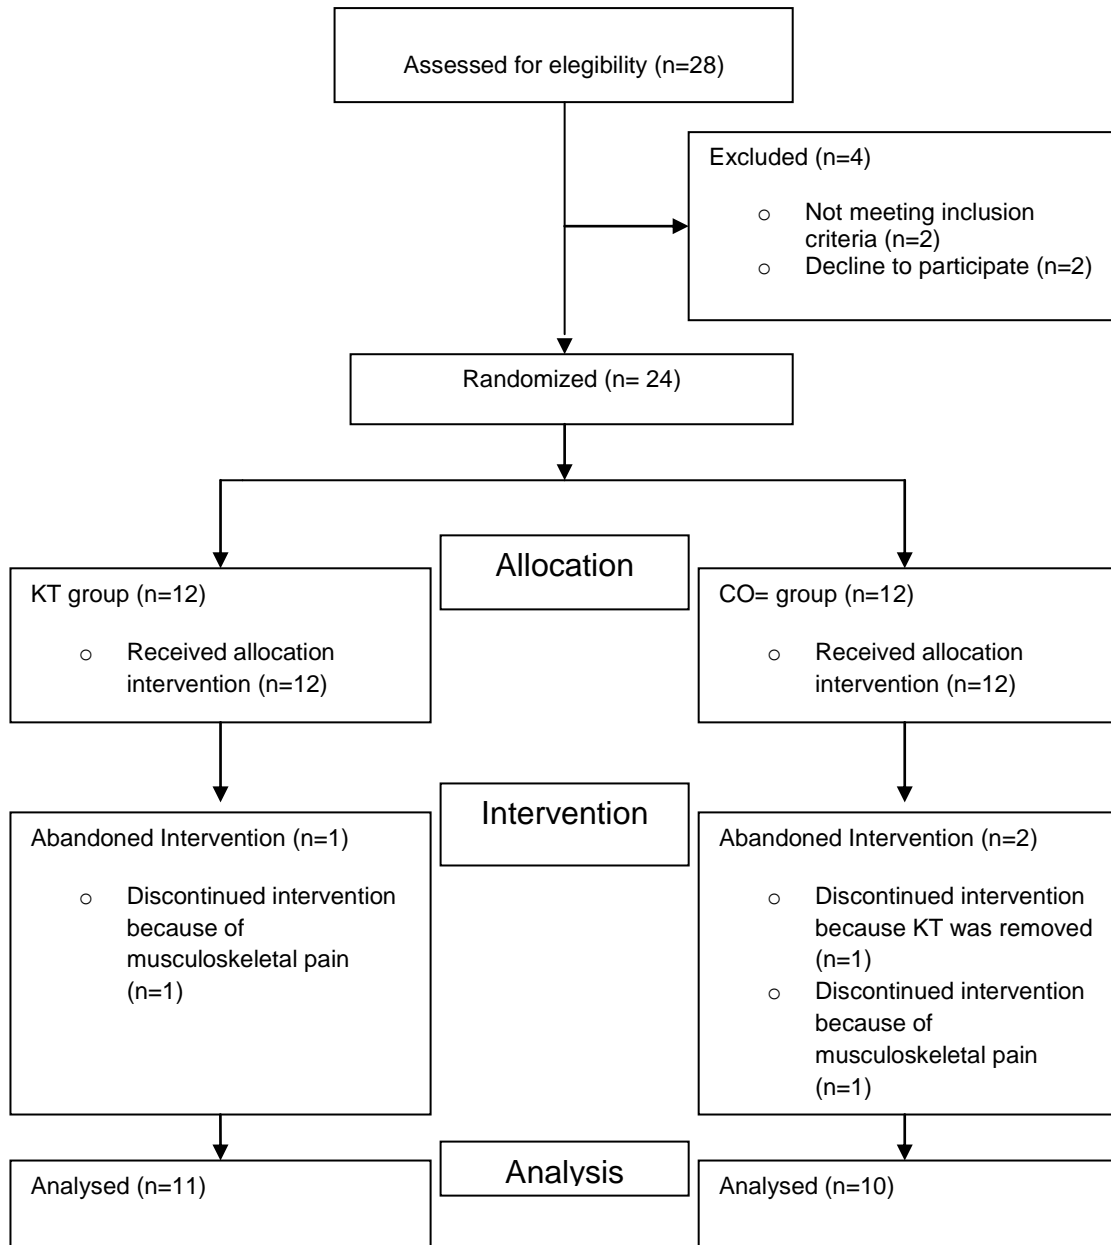 Assessed for elegibility (n=28)
Excluded (n=4)
o Not meeting inclusion
criteria (n=2)
o Decline to participate (n=2)
Randomized (n= 24)
Allocation
KT group (n=12)
o Received allocation
intervention (n=12)
CO= group (n=12)
o Received allocation
intervention (n=12)
Intervention
Abandoned Intervention (n=1)
o Discontinued intervention
because of
musculoskeletal pain
(n=1)
Abandoned Intervention (n=2)
o Discontinued intervention
because KT was removed
(n=1)
o Discontinued intervention
because of
musculoskeletal pain
(n=1)
Analysis
Analysed (n=11)
Analysed (n=10)